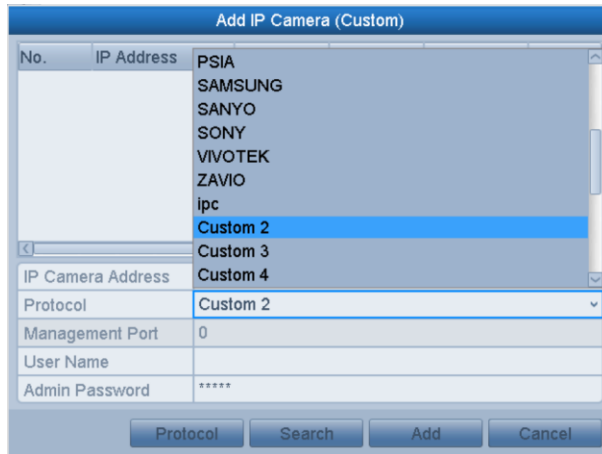 Add IP Camera (Custom)
No. IP Address
PSIA
SAMSUNG
SANYO
SONY
VIVOTEK
ZAVIO
ipc
Custom 2
Custom 3
Custom 4
IP Camera Address
Protocol Custom 2
Management Port 0
User Name
Admin Password *****
Protocol Search Add Cancel